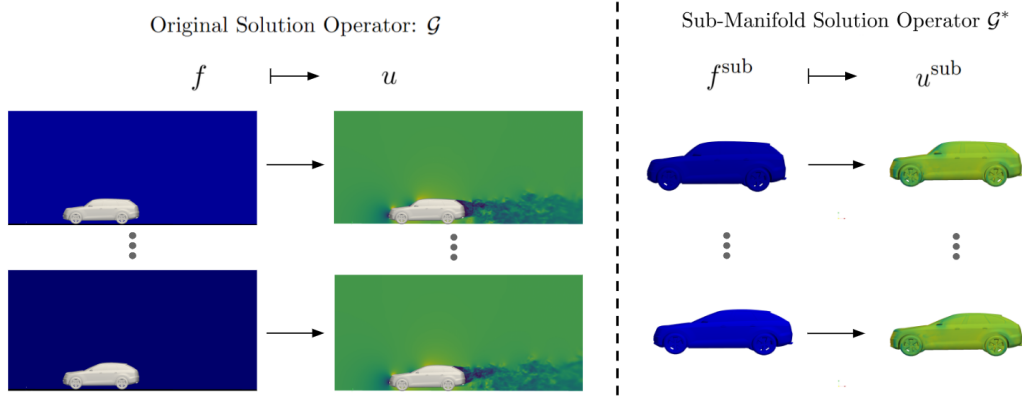 Original Solution Operator: 𝒢
f ↦ u
Sub-Manifold Solution Operator 𝒢*
f^sub ↦ u^sub